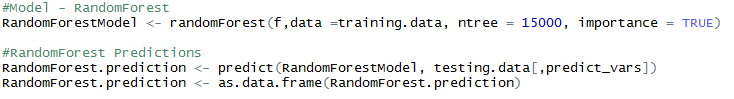 #Model - RandomForest
RandomForestModel <- randomForest(f,data =training.data, ntree = 15000, importance = TRUE)
#RandomForest Predictions
RandomForest.prediction <- predict(RandomForestModel, testing.data[,predict_vars])
RandomForest.prediction <- as.data.frame(RandomForest.prediction)